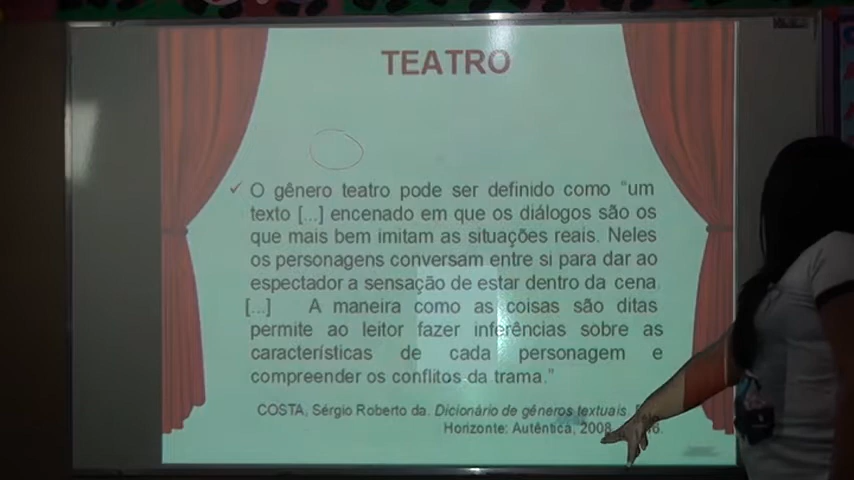 TEATRO
✓ O gênero teatro pode ser definido como “um
texto [...] encenado em que os diálogos são os
que mais bem imitam as situações reais. Neles
os personagens conversam entre si para dar ao
espectador a sensação de estar dentro da cena.
[...] A maneira como as coisas são ditas
permite ao leitor fazer inferências sobre as
características de cada personagem e
compreender os conflitos da trama.”
COSTA, Sérgio Roberto da. Dicionário de gêneros textuais.
Horizonte: Autêntica, 2008